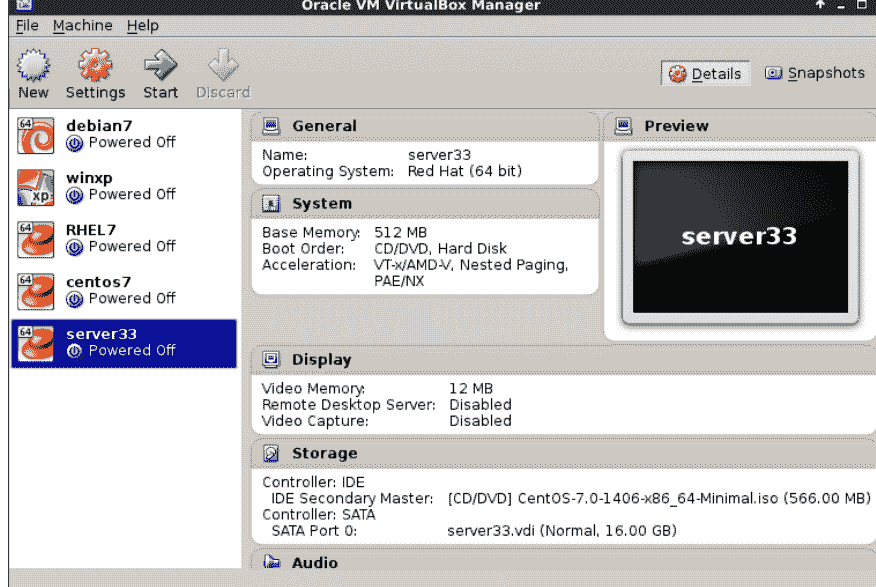 Oracle VM VirtualBox Manager
File Machine Help
New Settings Start Discard
Details Snapshots
64
debian7
Powered Off
winxp
Powered Off
xp
64
RHEL7
Powered Off
64
centos7
Powered Off
64
server33
Powered Off
General
Name: server33
Operating System: Red Hat (64 bit)
System
Base Memory: 512 MB
Boot Order: CD/DVD, Hard Disk
Acceleration: VT-x/AMD-V, Nested Paging,
PAE/NX
Preview
server33
Display
Video Memory: 12 MB
Remote Desktop Server: Disabled
Video Capture: Disabled
Storage
Controller: IDE
IDE Secondary Master: [CD/DVD] CentOS-7.0-1406-x86_64-Minimal.iso (566.00 MB)
Controller: SATA
SATA Port 0: server33.vdi (Normal, 16.00 GB)
Audio